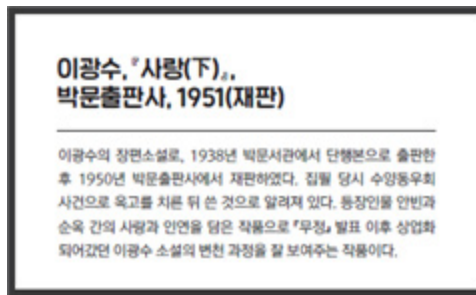 이광수, 『사랑(下)』,
박문출판사, 1951(재판)
이광수의 장편소설로, 1938년 박문서관에서 단행본으로 출판한
후 1950년 박문출판사에서 재판하였다. 집필 당시 수양동우회
사건으로 옥고를 치른 뒤 쓴 것으로 알려져 있다. 등장인물 안빈과
순옥 간의 사랑과 인연을 담은 작품으로 『무정』 발표 이후 상업화
되어갔던 이광수 소설의 변천 과정을 잘 보여주는 작품이다.